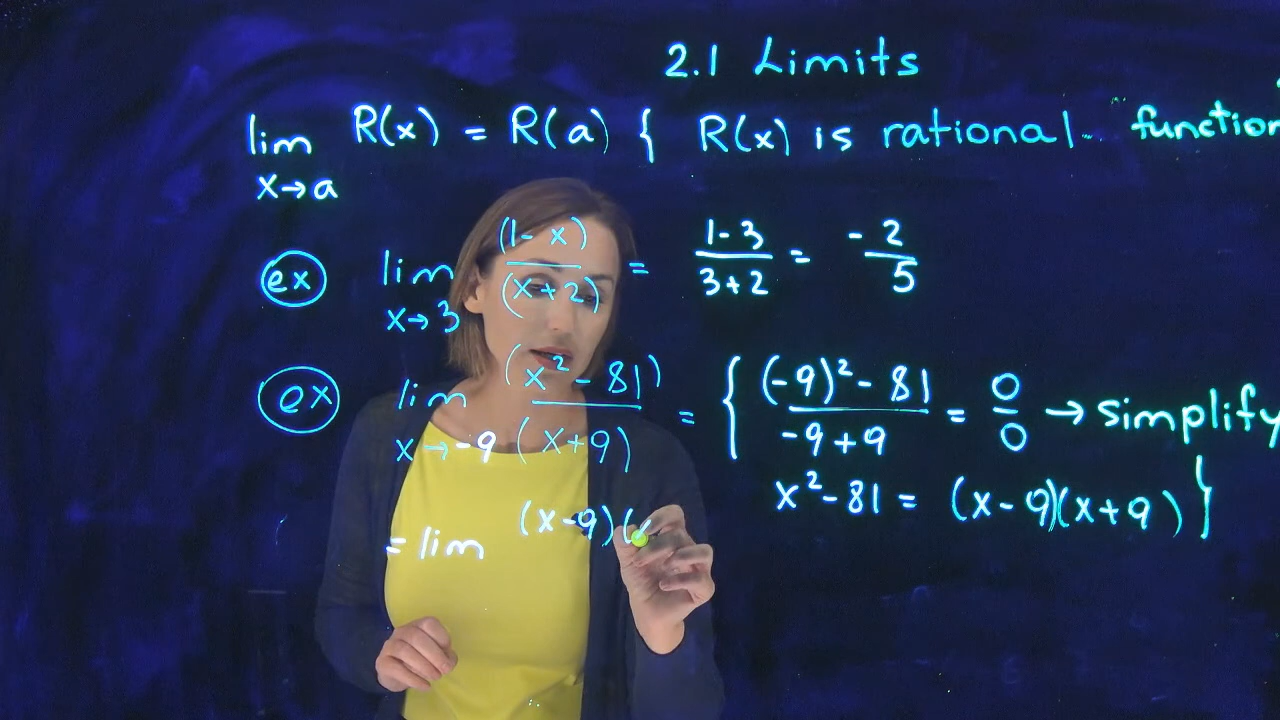 2.1 Limits
lim x→a R(x) = R(a) { R(x) is rational function
ex lim x→3 (1-x)/(x+2) = (1-3)/(3+2) = -2/5
ex lim x→-9 (x²-81)/(x+9) = { ((-9)²-81)/(-9+9) = 0/0 → simplify
x²-81 = (x-9)(x+9) }
= lim (x-9)(